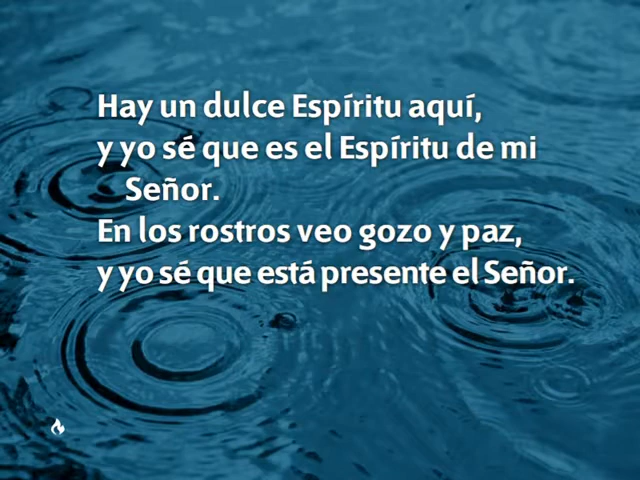 Hay un dulce Espíritu aquí,
y yo sé que es el Espíritu de mi
Señor.
En los rostros veo gozo y paz,
y yo sé que está presente el Señor.